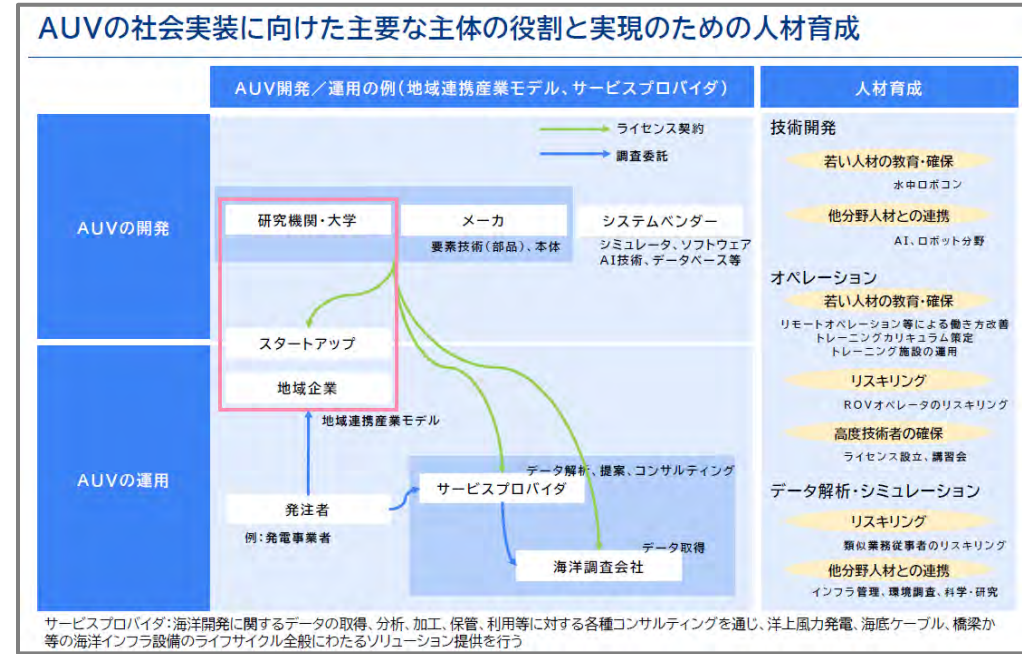 AUVの社会実装に向けた主要な主体の役割と実現のための人材育成
AUV開発／運用の例(地域連携産業モデル、サービスプロバイダ)
人材育成
AUVの開発
ライセンス契約
調査委託
研究機関・大学
メーカ
要素技術(部品)、本体
システムベンダー
シミュレータ、ソフトウェア
AI技術、データベース等
スタートアップ
地域企業
地域連携産業モデル
AUVの運用
発注者
例:発電事業者
データ解析、提案、コンサルティング
サービスプロバイダ
データ取得
海洋調査会社
技術開発
若い人材の教育・確保
水中ロボコン
他分野人材との連携
AI、ロボット分野
オペレーション
若い人材の教育・確保
リモートオペレーション等による働き方改善
トレーニングカリキュラム策定
トレーニング施設の運用
リスキリング
ROVオペレータのリスキリング
高度技術者の確保
ライセンス設立、講習会
データ解析・シミュレーション
リスキリング
類似業務従事者のリスキリング
他分野人材との連携
インフラ管理、環境調査、科学・研究
サービスプロバイダ:海洋開発に関するデータの取得、分析、加工、保管、利用等に対する各種コンサルティングを通じ、洋上風力発電、海底ケーブル、橋梁か
等の海洋インフラ設備のライフサイクル全般にわたるソリューション提供を行う